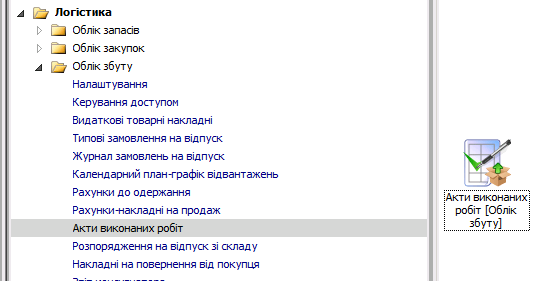 Логістика
Облік запасів
Облік закупок
Облік збуту
Налаштування
Керування доступом
Видаткові товарні накладні
Типові замовлення на відпуск
Журнал замовлень на відпуск
Календарний план-графік відвантажень
Рахунки до одержання
Рахунки-накладні на продаж
Акти виконаних робіт
Розпорядження на відпуск зі складу
Накладні на повернення від покупця
Акти виконаних
робіт [Облік
збуту]